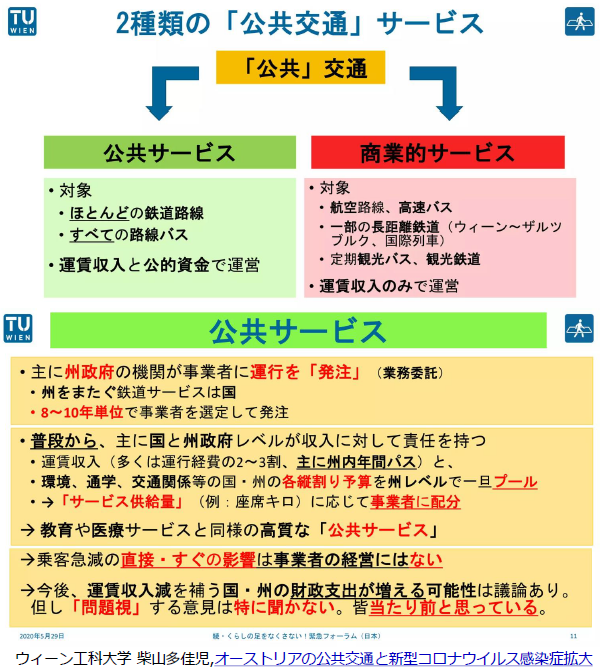 TU
WIEN
2種類の「公共交通」サービス
「公共」交通
公共サービス
・対象
・ほとんどの鉄道路線
・すべての路線バス
・運賃収入と公的資金で運営
商業的サービス
・対象
・航空路線、高速バス
・一部の長距離鉄道（ウィーン～ザルツ
ブルク、国際列車）
・定期観光バス、観光鉄道
・運賃収入のみで運営
TU
WIEN
公共サービス
・主に州政府の機関が事業者に運行を「発注」（業務委託）
・州をまたぐ鉄道サービスは国
・8～10年単位で事業者を選定して発注
・普段から、主に国と州政府レベルが収入に対して責任を持つ
・運賃収入（多くは運行経費の2～3割、主に州内年間パス）と、
・環境、通学、交通関係等の国・州の各縦割り予算を州レベルで一旦プール
・→「サービス供給量」（例：座席キロ）に応じて事業者に配分
→ 教育や医療サービスと同様の高質な「公共サービス」
→乗客急減の直接・すぐの影響は事業者の経営にはない
→今後、運賃収入減を補う国・州の財政支出が増える可能性は議論あり。
但し「問題視」する意見は特に聞かない。皆当たり前と思っている。
2020年5月29日
続・くらしの足をなくさない！緊急フォーラム（日本）
11
ウィーン工科大学 柴山多佳児,オーストリアの公共交通と新型コロナウイルス感染症拡大